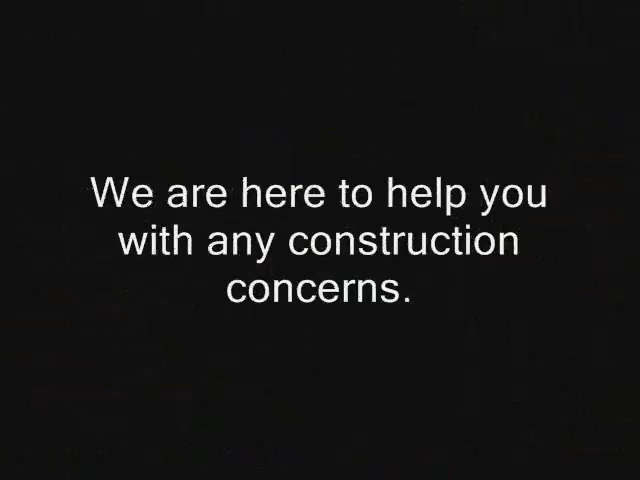 We are here to help you
with any construction
concerns.